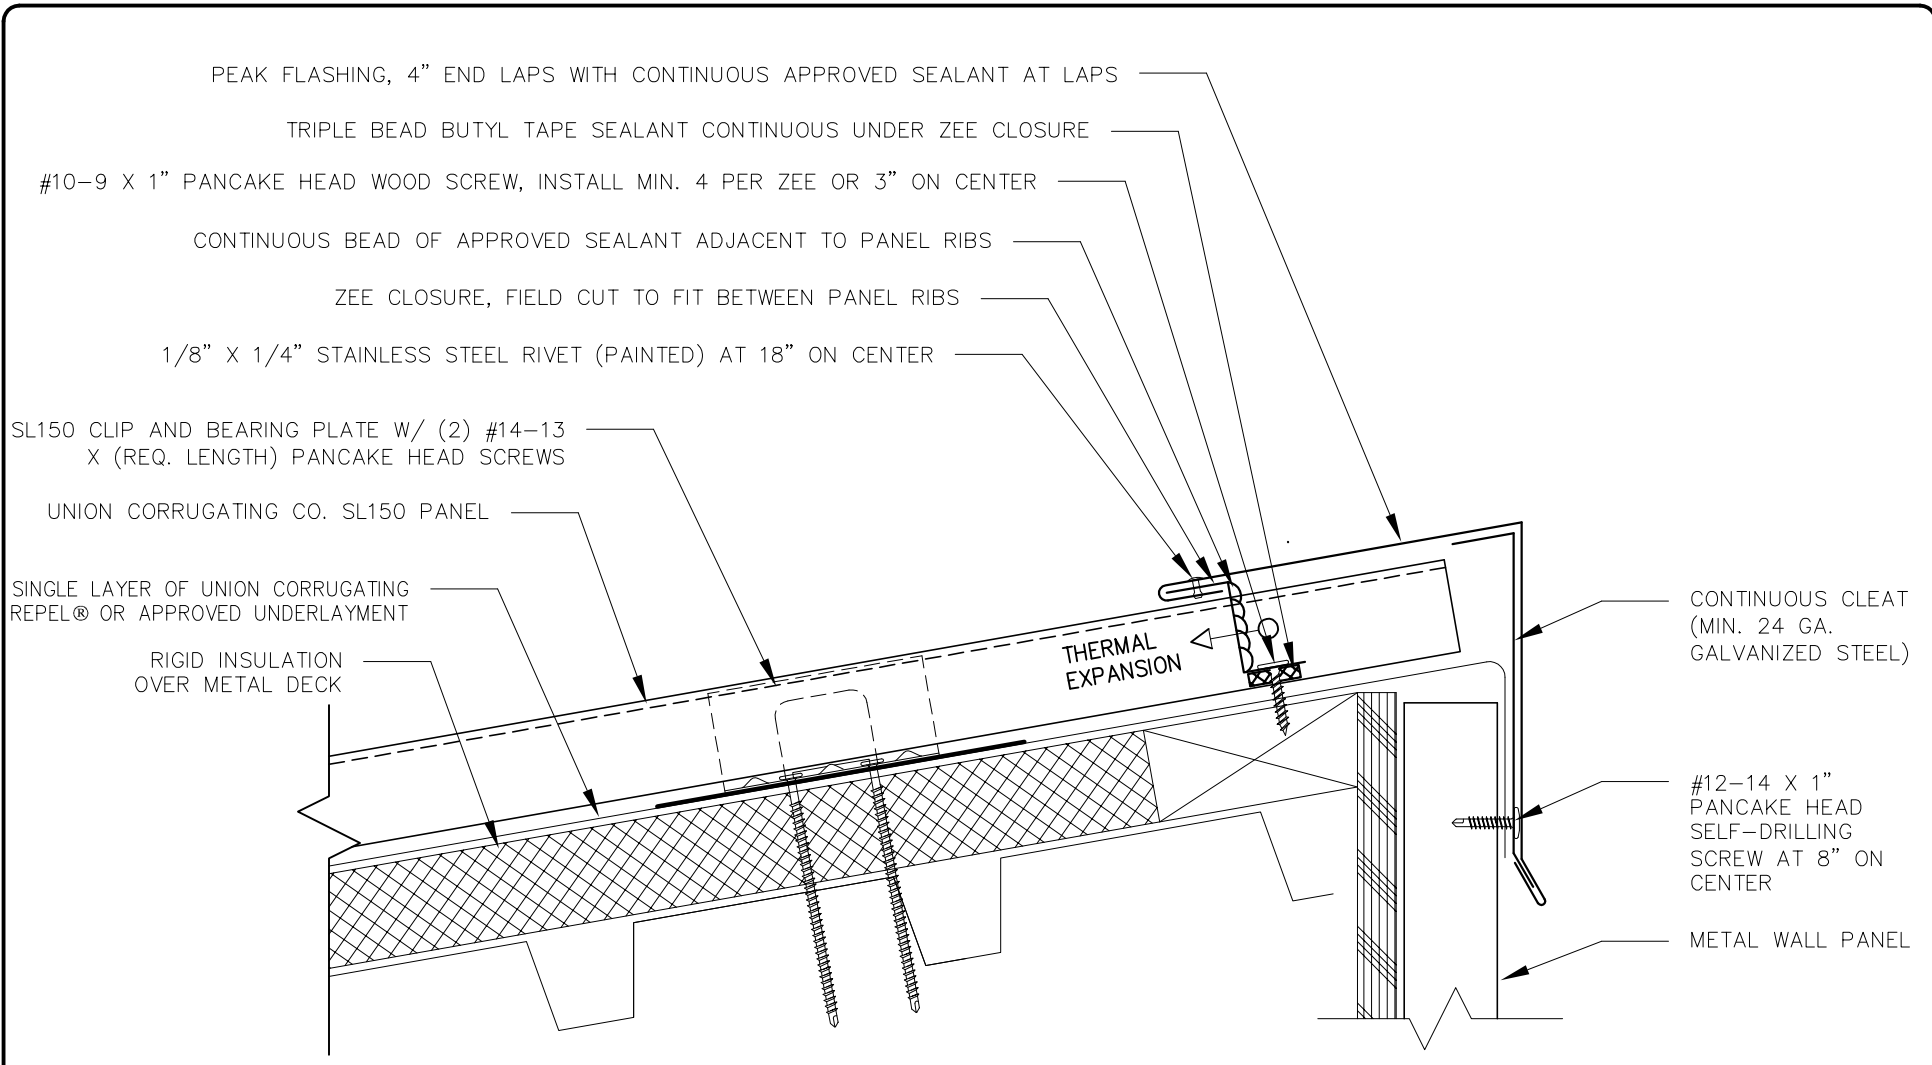 PEAK FLASHING, 4” END LAPS WITH CONTINUOUS APPROVED SEALANT AT LAPS
TRIPLE BEAD BUTYL TAPE SEALANT CONTINUOUS UNDER ZEE CLOSURE
#10-9 X 1” PANCAKE HEAD WOOD SCREW, INSTALL MIN. 4 PER ZEE OR 3” ON CENTER
CONTINUOUS BEAD OF APPROVED SEALANT ADJACENT TO PANEL RIBS
ZEE CLOSURE, FIELD CUT TO FIT BETWEEN PANEL RIBS
1/8” X 1/4” STAINLESS STEEL RIVET (PAINTED) AT 18” ON CENTER
SL150 CLIP AND BEARING PLATE W/ (2) #14-13
X (REQ. LENGTH) PANCAKE HEAD SCREWS
UNION CORRUGATING CO. SL150 PANEL
SINGLE LAYER OF UNION CORRUGATING
REPEL® OR APPROVED UNDERLAYMENT
RIGID INSULATION
OVER METAL DECK
THERMAL
EXPANSION
CONTINUOUS CLEAT
(MIN. 24 GA.
GALVANIZED STEEL)
#12-14 X 1”
PANCAKE HEAD
SELF-DRILLING
SCREW AT 8” ON
CENTER
METAL WALL PANEL